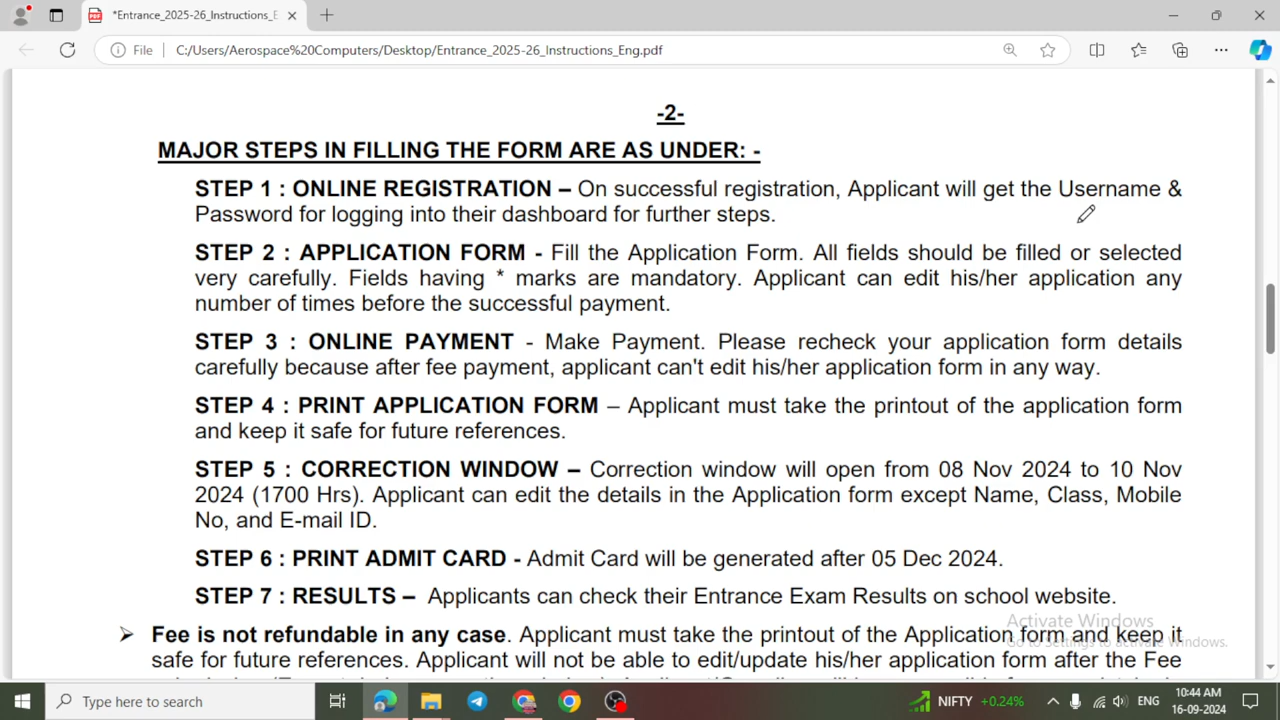 *Entrance_2025-26_Instructions_E
File
C:/Users/Aerospace%20Computers/Desktop/Entrance_2025-26_Instructions_Eng.pdf
-2-
MAJOR STEPS IN FILLING THE FORM ARE AS UNDER: -
STEP 1 : ONLINE REGISTRATION – On successful registration, Applicant will get the Username &
Password for logging into their dashboard for further steps.
STEP 2 : APPLICATION FORM - Fill the Application Form. All fields should be filled or selected
very carefully. Fields having * marks are mandatory. Applicant can edit his/her application any
number of times before the successful payment.
STEP 3 : ONLINE PAYMENT - Make Payment. Please recheck your application form details
carefully because after fee payment, applicant can't edit his/her application form in any way.
STEP 4 : PRINT APPLICATION FORM – Applicant must take the printout of the application form
and keep it safe for future references.
STEP 5 : CORRECTION WINDOW – Correction window will open from 08 Nov 2024 to 10 Nov
2024 (1700 Hrs). Applicant can edit the details in the Application form except Name, Class, Mobile
No, and E-mail ID.
STEP 6 : PRINT ADMIT CARD - Admit Card will be generated after 05 Dec 2024.
STEP 7 : RESULTS – Applicants can check their Entrance Exam Results on school website.
Activate Windows
➢ Fee is not refundable in any case. Applicant must take the printout of the Application form and keep it
Go to Settings to activate Windows.
safe for future references. Applicant will not be able to edit/update his/her application form after the Fee
Type here to search
NIFTY +0.24%
ENG
10:44 AM
16-09-2024